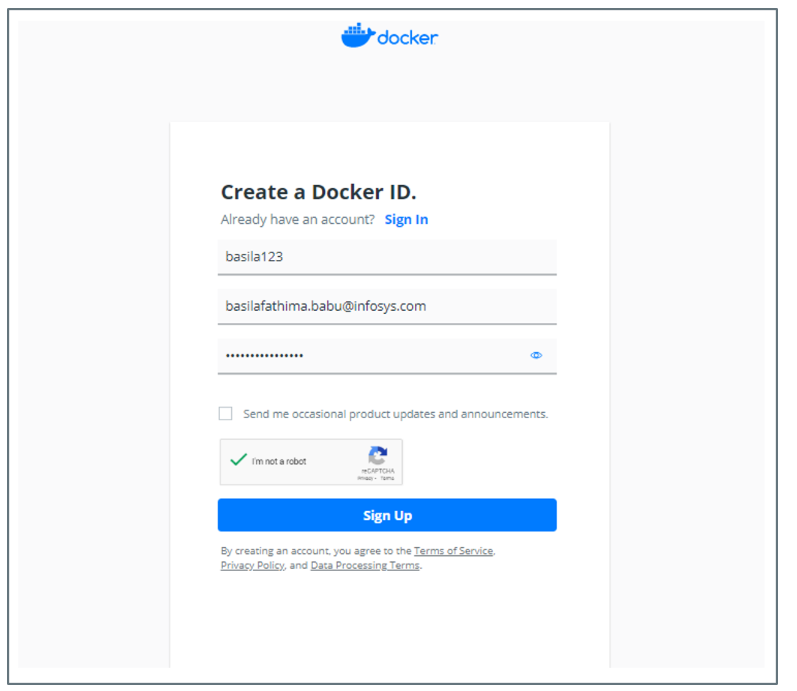 docker
Create a Docker ID.
Already have an account? Sign In
basila123
basilafathima.babu@infosys.com
••••••••••••••••
Send me occasional product updates and announcements.
I'm not a robot
reCAPTCHA
Privacy - Terms
Sign Up
By creating an account, you agree to the Terms of Service,
Privacy Policy, and Data Processing Terms.